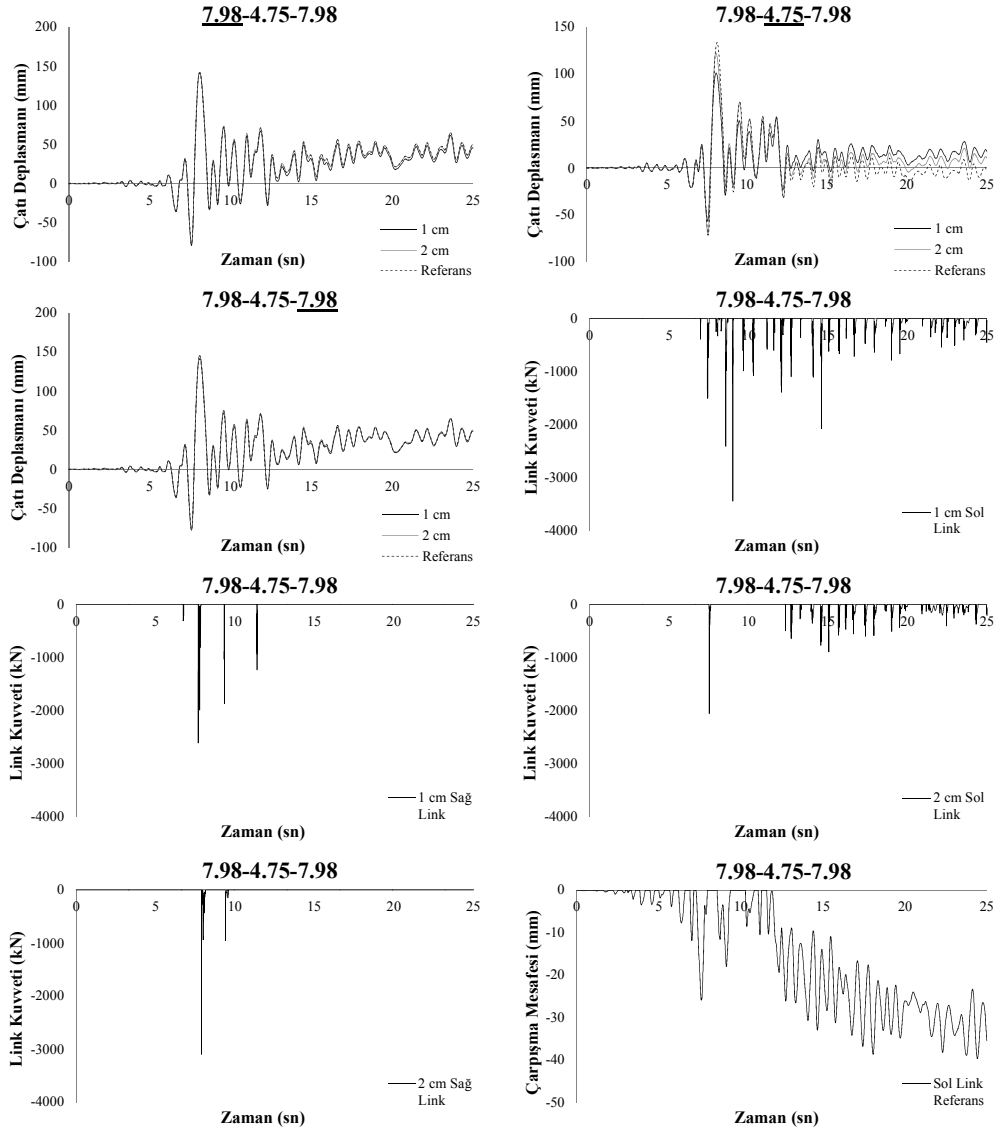 7.98-4.75-7.98
200
150
100
50
0
-50
-100
0
5
10
15
20
25
Çatı Deplasmanı (mm)
Zaman (sn)
1 cm
2 cm
Referans
7.98-4.75-7.98
150
100
50
0
-50
-100
0
5
10
15
20
25
Çatı Deplasmanı (mm)
Zaman (sn)
1 cm
2 cm
Referans
7.98-4.75-7.98
200
150
100
50
0
-50
-100
0
5
10
15
20
25
Çatı Deplasmanı (mm)
Zaman (sn)
1 cm
2 cm
Referans
7.98-4.75-7.98
0
-1000
-2000
-3000
-4000
0
5
10
15
20
25
Link Kuvveti (kN)
Zaman (sn)
1 cm Sol
Link
7.98-4.75-7.98
0
-1000
-2000
-3000
-4000
0
5
10
15
20
25
Link Kuvveti (kN)
Zaman (sn)
1 cm Sağ
Link
7.98-4.75-7.98
0
-1000
-2000
-3000
-4000
0
5
10
15
20
25
Link Kuvveti (kN)
Zaman (sn)
2 cm Sol
Link
7.98-4.75-7.98
0
-1000
-2000
-3000
-4000
0
5
10
15
20
25
Link Kuvveti (kN)
Zaman (sn)
2 cm Sağ
Link
7.98-4.75-7.98
0
-10
-20
-30
-40
-50
0
5
10
15
20
25
Çarpışma Mesafesi (mm)
Zaman (sn)
Sol Link
Referans